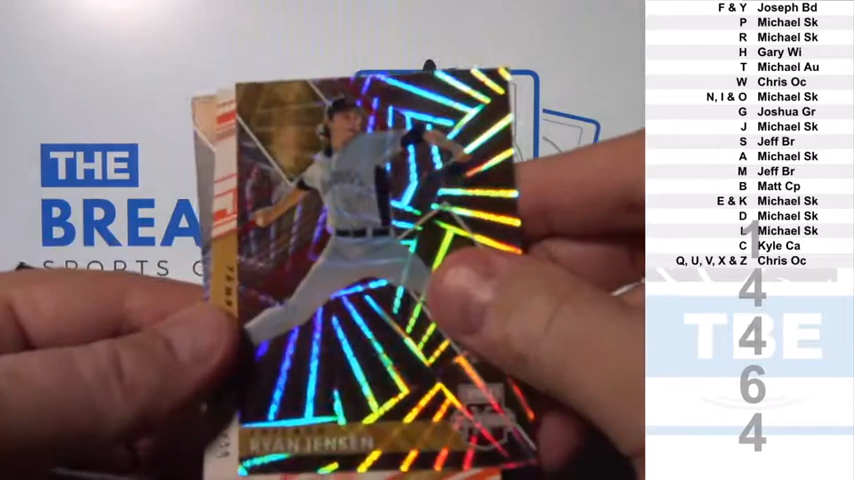 THE
BREA
SPORTS C
RYAN JENSEN
F & Y Joseph Bd
P Michael Sk
R Michael Sk
H Gary Wi
T Michael Au
W Chris Oc
N, I & O Michael Sk
G Joshua Gr
J Michael Sk
S Jeff Br
A Michael Sk
M Jeff Br
B Matt Cp
E & K Michael Sk
D Michael Sk
L Michael Sk
C Kyle Ca
Q, U, V, X & Z Chris Oc
TBE
1
4
4
6
4